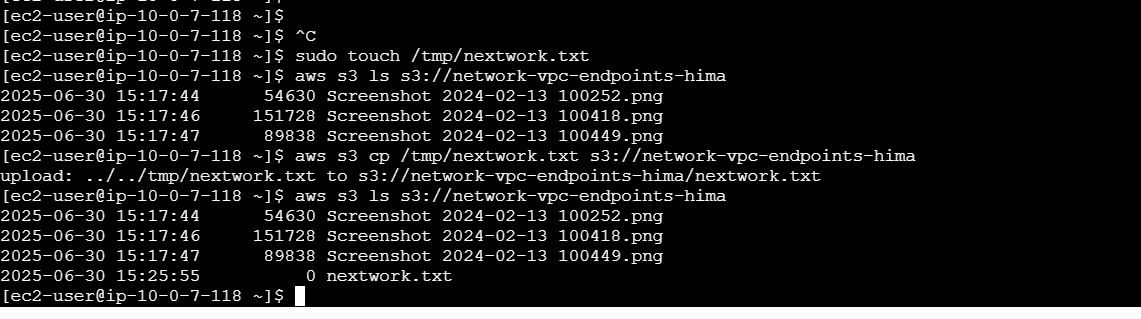 [ec2-user@ip-10-0-7-118 ~]$
[ec2-user@ip-10-0-7-118 ~]$
[ec2-user@ip-10-0-7-118 ~]$ ^C
[ec2-user@ip-10-0-7-118 ~]$ sudo touch /tmp/nextwork.txt
[ec2-user@ip-10-0-7-118 ~]$ aws s3 ls s3://network-vpc-endpoints-hima
2025-06-30 15:17:44      54630 Screenshot 2024-02-13 100252.png
2025-06-30 15:17:46     151728 Screenshot 2024-02-13 100418.png
2025-06-30 15:17:47      89838 Screenshot 2024-02-13 100449.png
[ec2-user@ip-10-0-7-118 ~]$ aws s3 cp /tmp/nextwork.txt s3://network-vpc-endpoints-hima
upload: ../../tmp/nextwork.txt to s3://network-vpc-endpoints-hima/nextwork.txt
[ec2-user@ip-10-0-7-118 ~]$ aws s3 ls s3://network-vpc-endpoints-hima
2025-06-30 15:17:44      54630 Screenshot 2024-02-13 100252.png
2025-06-30 15:17:46     151728 Screenshot 2024-02-13 100418.png
2025-06-30 15:17:47      89838 Screenshot 2024-02-13 100449.png
2025-06-30 15:25:55          0 nextwork.txt
[ec2-user@ip-10-0-7-118 ~]$